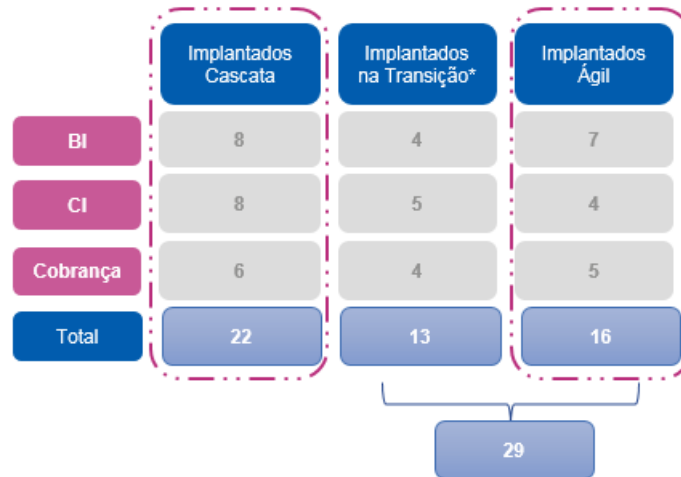 Implantados
Cascata
Implantados
na Transição*
Implantados
Ágil
BI
8
4
7
CI
8
5
4
Cobrança
6
4
5
Total
22
13
16
29